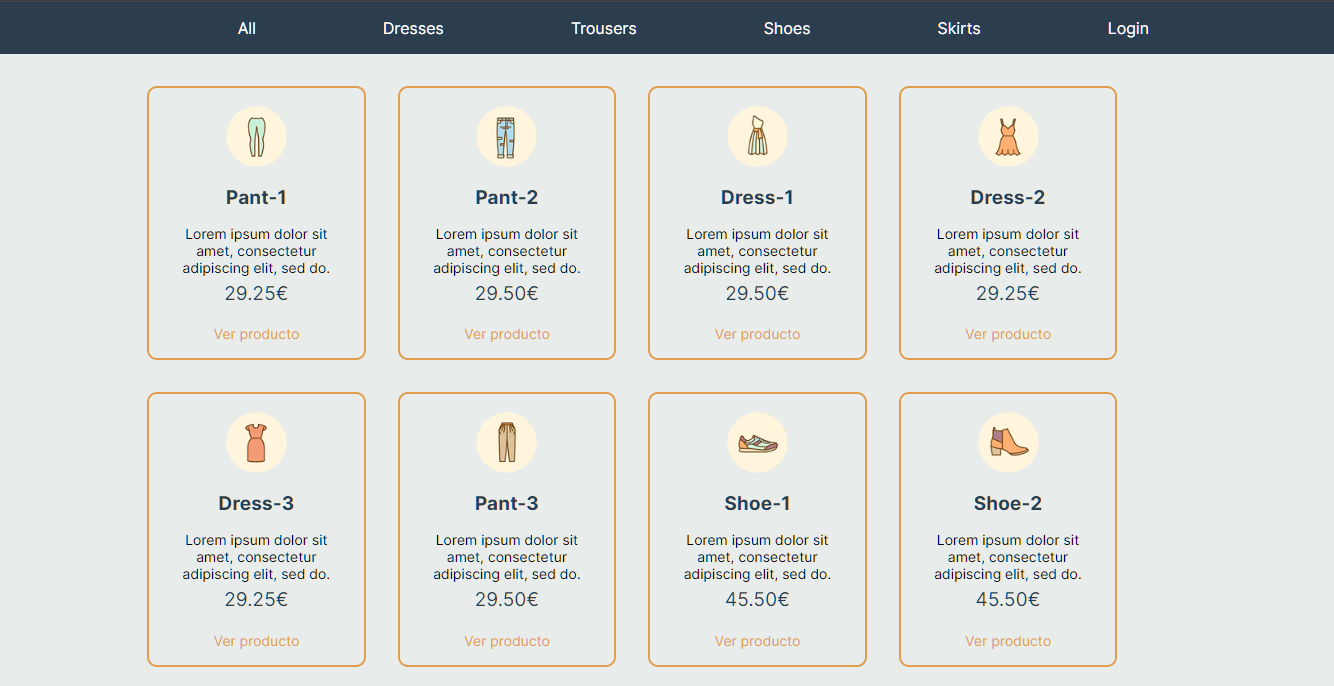 All Dresses Trousers Shoes Skirts Login
Pant-1
Lorem ipsum dolor sit
amet, consectetur
adipiscing elit, sed do.
29.25€
Ver producto
Pant-2
Lorem ipsum dolor sit
amet, consectetur
adipiscing elit, sed do.
29.50€
Ver producto
Dress-1
Lorem ipsum dolor sit
amet, consectetur
adipiscing elit, sed do.
29.50€
Ver producto
Dress-2
Lorem ipsum dolor sit
amet, consectetur
adipiscing elit, sed do.
29.25€
Ver producto
Dress-3
Lorem ipsum dolor sit
amet, consectetur
adipiscing elit, sed do.
29.25€
Ver producto
Pant-3
Lorem ipsum dolor sit
amet, consectetur
adipiscing elit, sed do.
29.50€
Ver producto
Shoe-1
Lorem ipsum dolor sit
amet, consectetur
adipiscing elit, sed do.
45.50€
Ver producto
Shoe-2
Lorem ipsum dolor sit
amet, consectetur
adipiscing elit, sed do.
45.50€
Ver producto